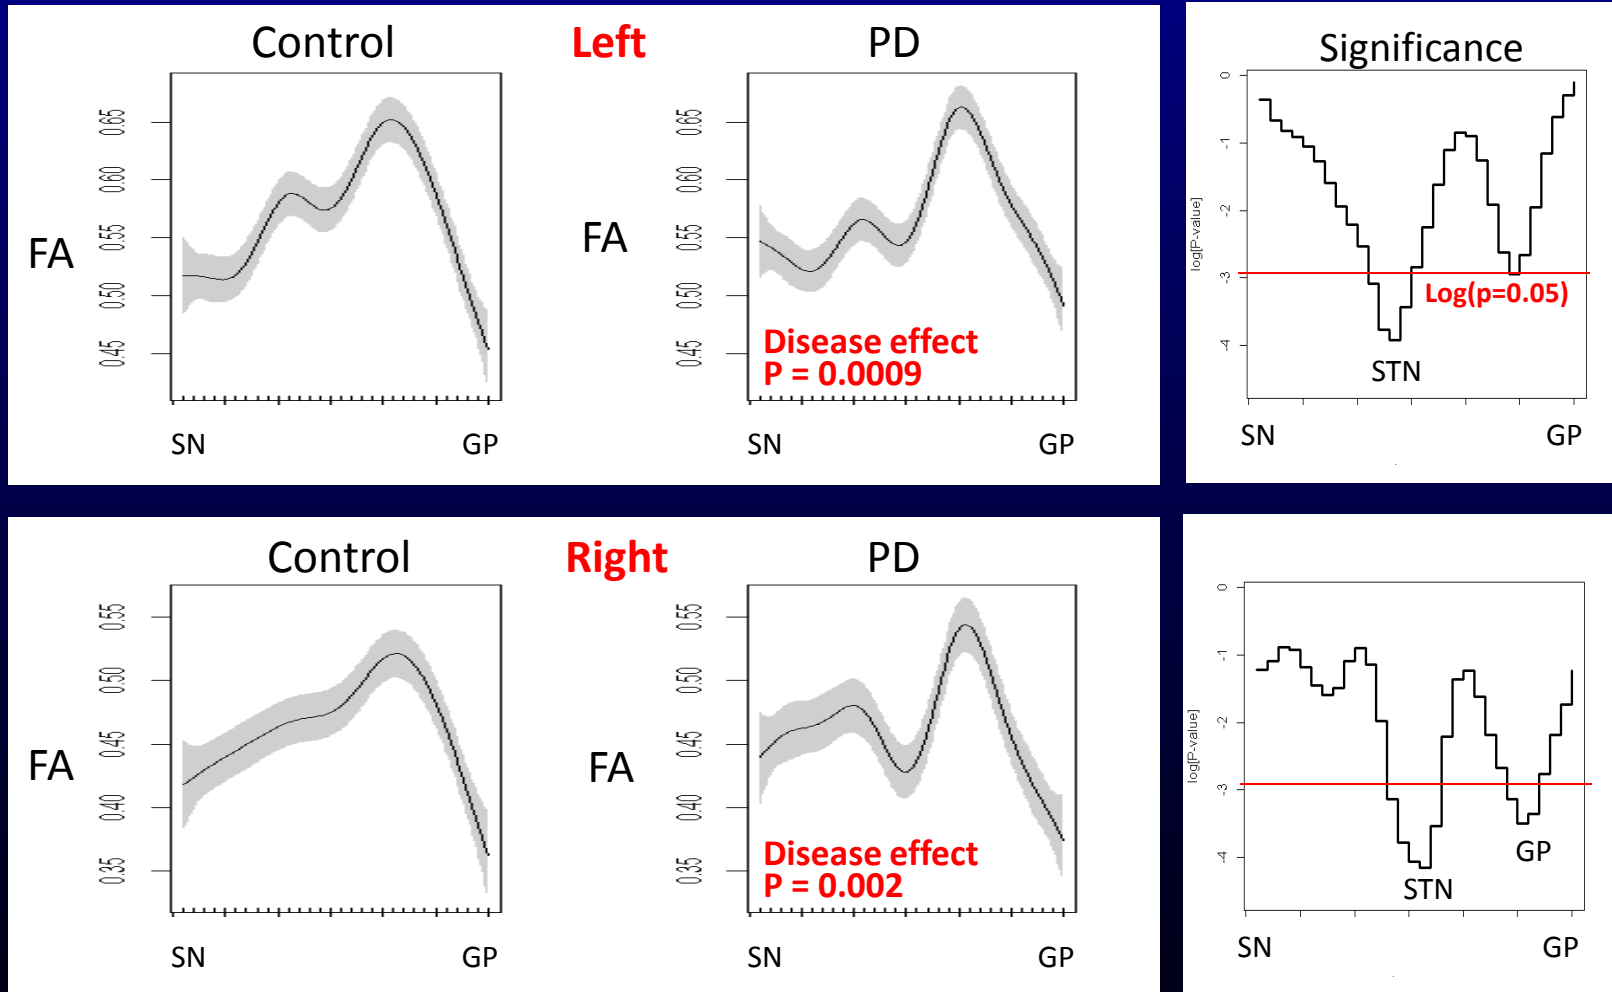 Control
Left
PD
Significance
FA
0.65
0.60
0.55
0.50
0.45
SN
GP
FA
0.65
0.60
0.55
0.50
0.45
Disease effect
P = 0.0009
SN
GP
log[P-value]
0
-1
-2
-3
-4
Log(p=0.05)
STN
SN
GP
Control
Right
PD
FA
0.55
0.50
0.45
0.40
0.35
SN
GP
FA
0.55
0.50
0.45
0.40
0.35
Disease effect
P = 0.002
SN
GP
log[P-value]
0
-1
-2
-3
-4
STN
GP
SN
GP